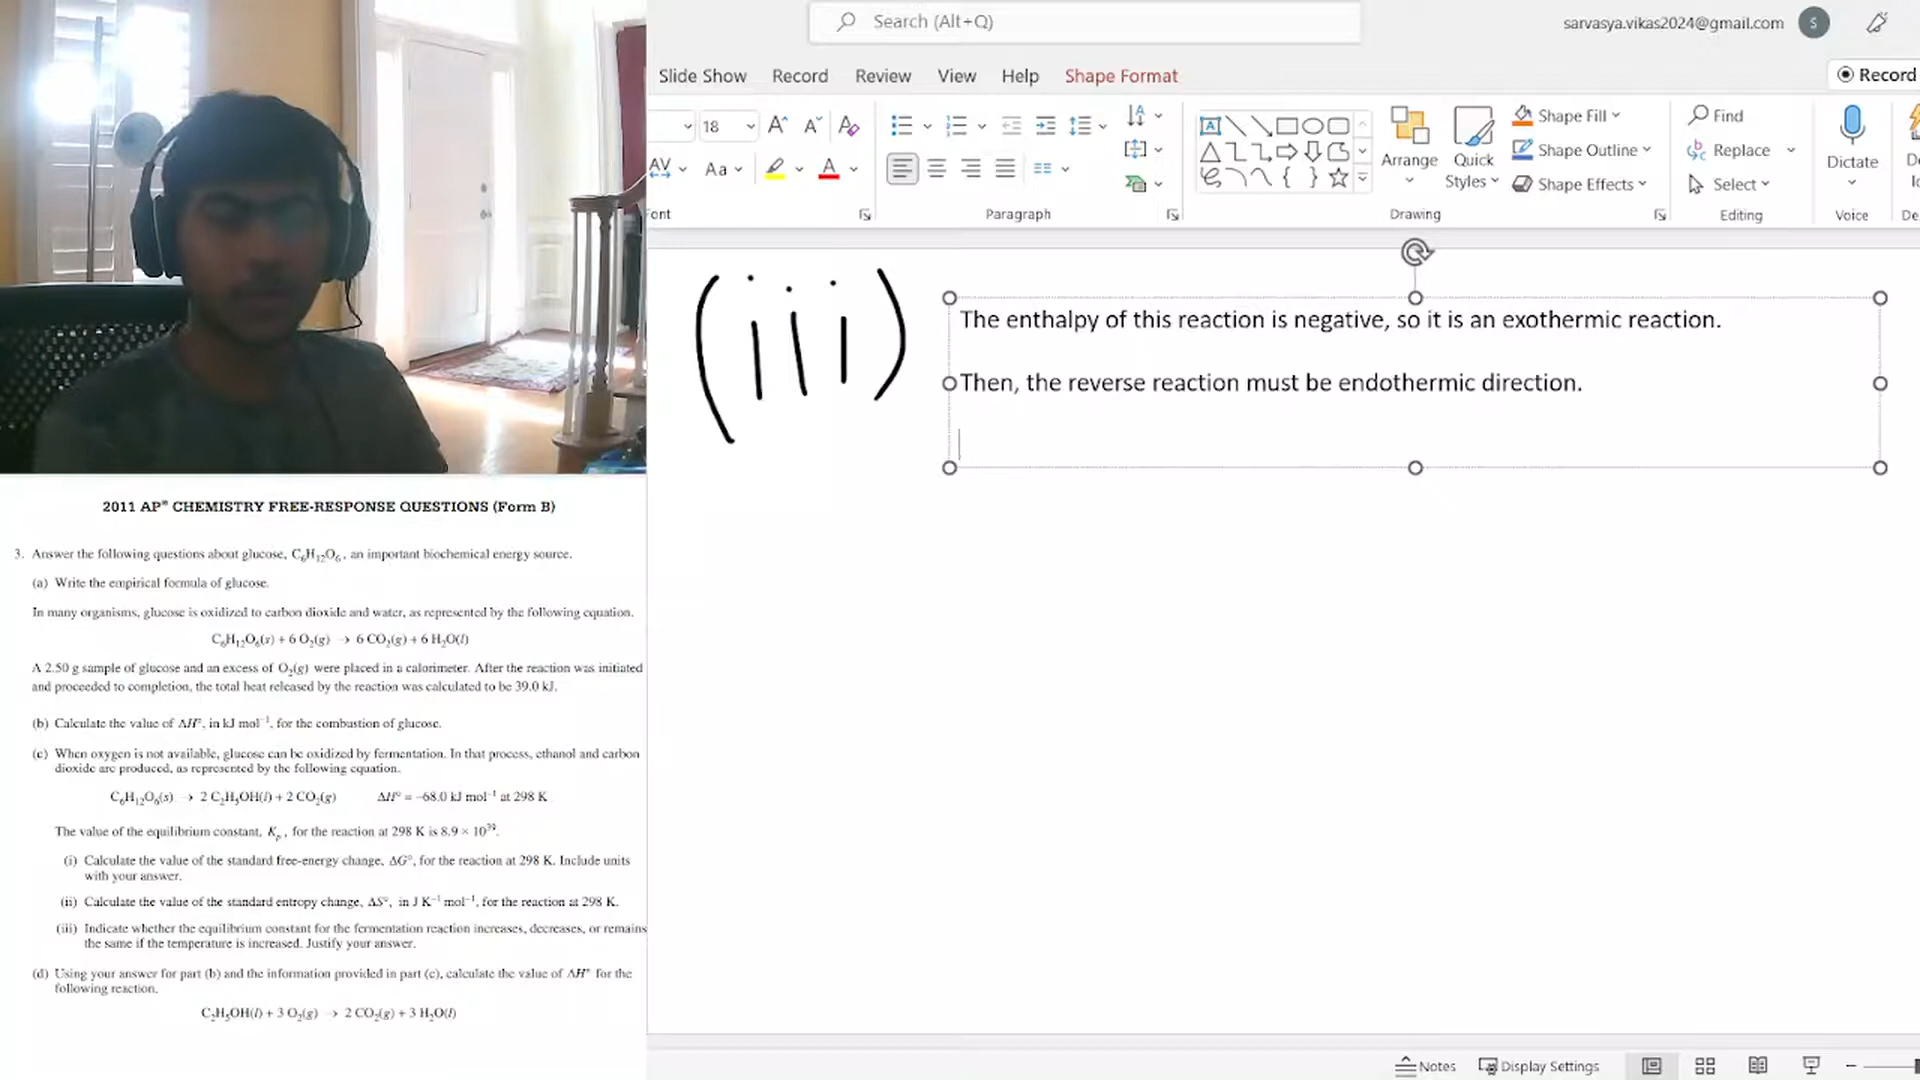 Search (Alt+Q)
sarvasya.vikas2024@gmail.com
S
Slide Show Record Review View Help Shape Format
Record
18
Aa
Shape Fill
Shape Outline
Shape Effects
Arrange
Quick
Styles
Find
Replace
Select
Dictate
ont
Paragraph
Drawing
Editing
Voice
De
(iii)
The enthalpy of this reaction is negative, so it is an exothermic reaction.
Then, the reverse reaction must be endothermic direction.
2011 AP® CHEMISTRY FREE-RESPONSE QUESTIONS (Form B)
3. Answer the following questions about glucose, C₆H₁₂O₆, an important biochemical energy source.
(a) Write the empirical formula of glucose.
In many organisms, glucose is oxidized to carbon dioxide and water, as represented by the following equation.
C₆H₁₂O₆(s) + 6 O₂(g) → 6 CO₂(g) + 6 H₂O(l)
A 2.50 g sample of glucose and an excess of O₂(g) were placed in a calorimeter. After the reaction was initiated
and proceeded to completion, the total heat released by the reaction was calculated to be 39.0 kJ.
(b) Calculate the value of ΔH°, in kJ mol⁻¹, for the combustion of glucose.
(c) When oxygen is not available, glucose can be oxidized by fermentation. In that process, ethanol and carbon
dioxide are produced, as represented by the following equation.
C₆H₁₂O₆(s) → 2 C₂H₅OH(l) + 2 CO₂(g) ΔH° = −68.0 kJ mol⁻¹ at 298 K
The value of the equilibrium constant, Kₚ, for the reaction at 298 K is 8.9 × 10³⁹.
(i) Calculate the value of the standard free-energy change, ΔG°, for the reaction at 298 K. Include units
with your answer.
(ii) Calculate the value of the standard entropy change, ΔS°, in J K⁻¹ mol⁻¹, for the reaction at 298 K.
(iii) Indicate whether the equilibrium constant for the fermentation reaction increases, decreases, or remains
the same if the temperature is increased. Justify your answer.
(d) Using your answer for part (b) and the information provided in part (c), calculate the value of ΔH° for the
following reaction.
C₂H₅OH(l) + 3 O₂(g) → 2 CO₂(g) + 3 H₂O(l)
Notes Display Settings